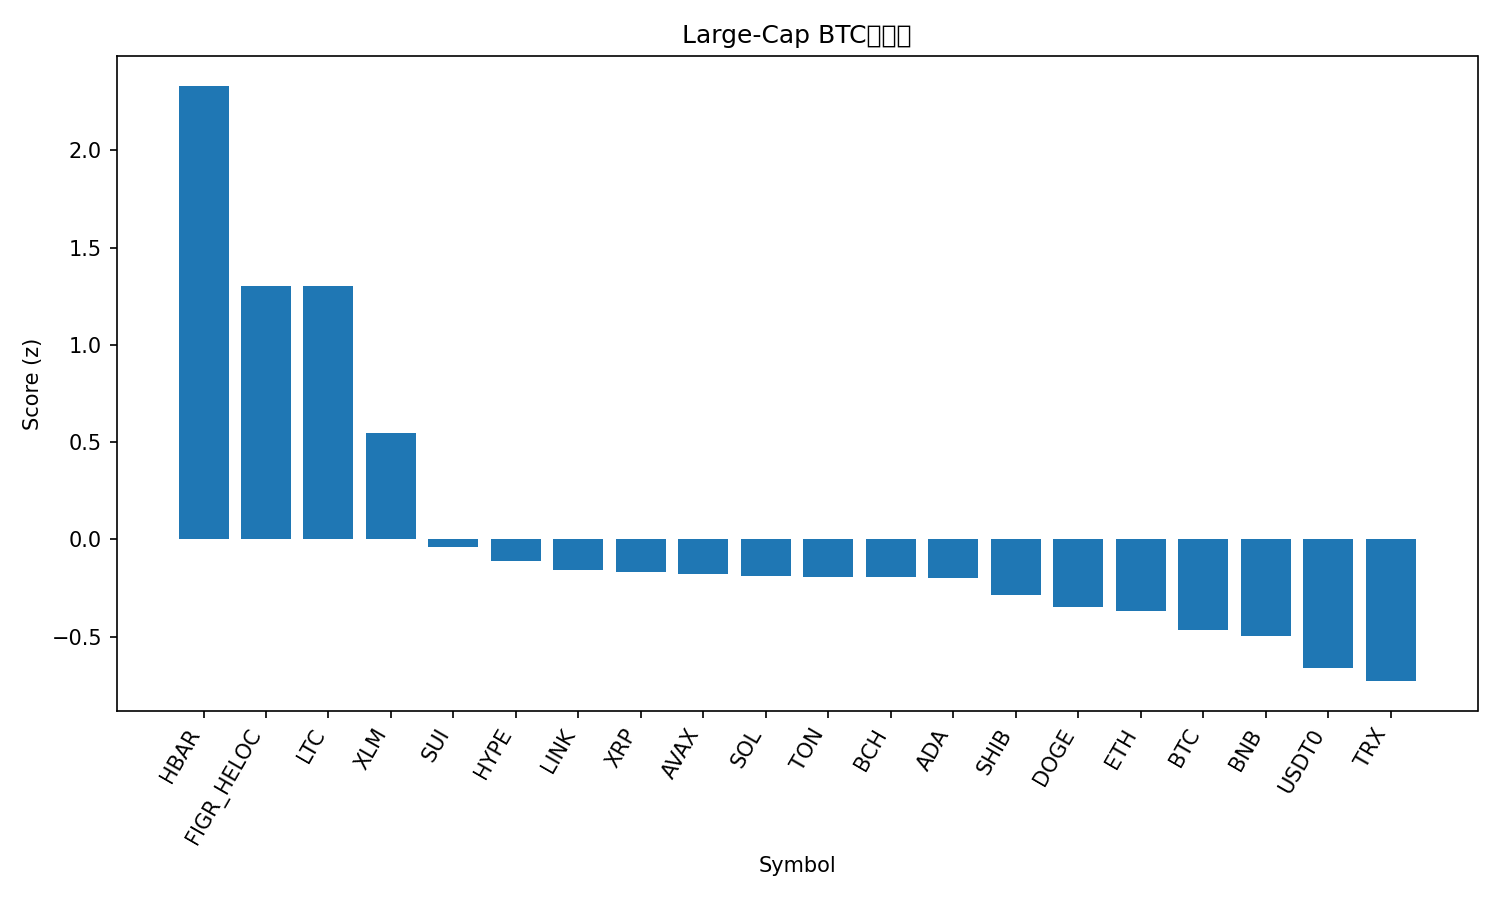 Large-Cap BTC
2.0
1.5
1.0
0.5
0.0
−0.5
Score (z)
HBAR
FIGR_HELOC
LTC
XLM
SUI
HYPE
LINK
XRP
AVAX
SOL
TON
BCH
ADA
SHIB
DOGE
ETH
BTC
BNB
USDT0
TRX
Symbol